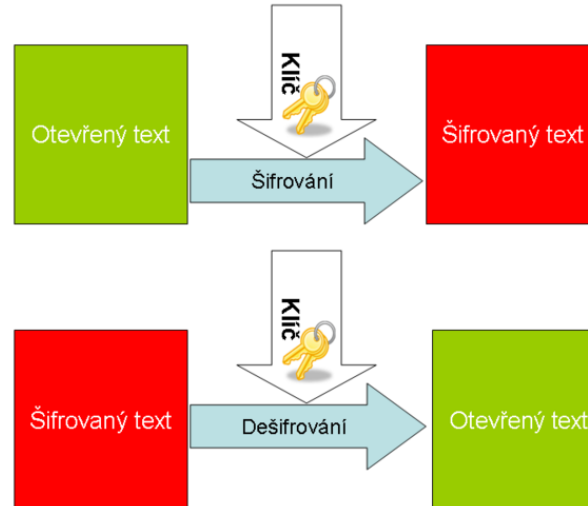 Klíč
Otevřený text
Šifrování
Šifrovaný text
Klíč
Šifrovaný text
Dešifrování
Otevřený text